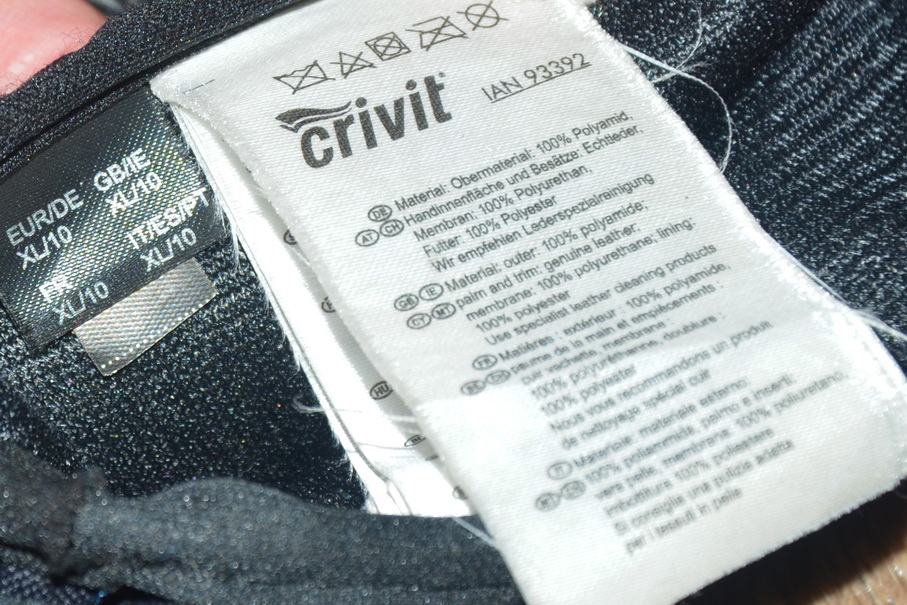 crivit
IAN 93392
DE Material: Obermaterial: 100% Polyamid,
Handinnenfläche und Besätze: Echtleder,
AT CH Membran: 100% Polyurethan,
Futter: 100% Polyester
Wir empfehlen Lederspezialreinigung
GB IE Material: outer: 100% polyamide;
CY MT palm and trim: genuine leather;
membrane: 100% polyurethane; lining:
100% polyester
Use special leather cleaning products
FR Matières : extérieur : 100% polyamide,
paume de la main et empiècements :
cuir vachette, membrane :
100% polyuréthanne, doublure :
100% polyester
Nous vous recommandons un produit
de nettoyage spécial cuir
IT Materiale: materiale esterno:
100% poliammide, palmo e inserti:
vera pelle, membrana: 100% poliuretano,
imbottitura 100% poliestere
Si consiglia una pulizia adatta
per i tessuti in pelle
EUR/DE GB/IE
XL/10 XL/10
FR IT/ES/PT
XL/10 XL/10
HU